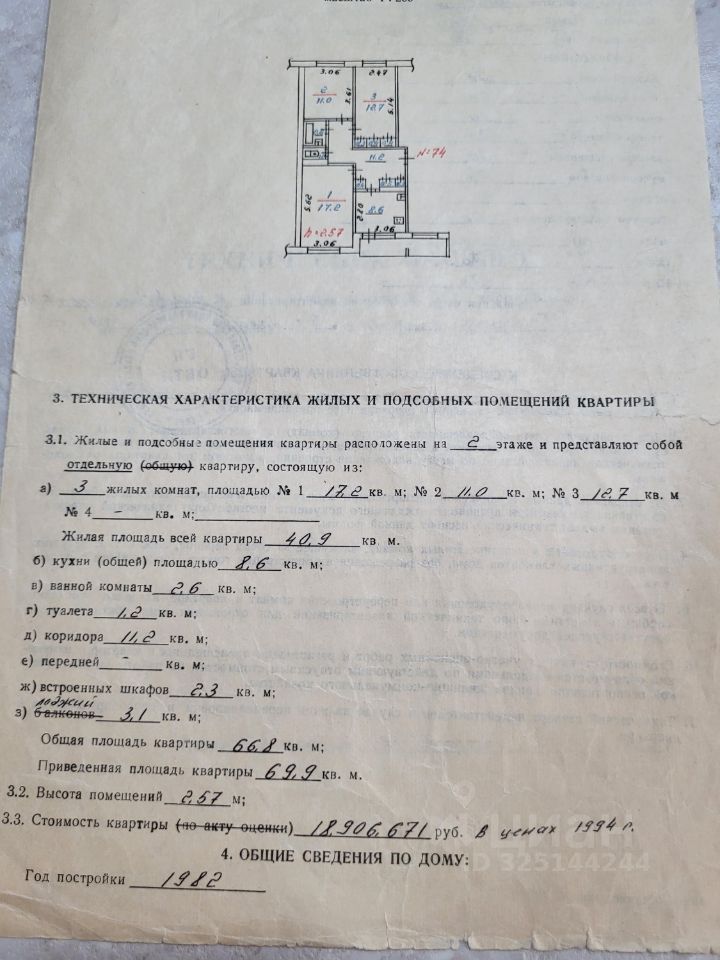 3.06
2.47
2
11.0
3.61
3
12.7
5.14
11.2
н=74
5.62
1
17.2
2.20
8.6
h=2.57
3.06
3.06
3. ТЕХНИЧЕСКАЯ ХАРАКТЕРИСТИКА ЖИЛЫХ И ПОДСОБНЫХ ПОМЕЩЕНИЙ КВАРТИРЫ
3.1. Жилые и подсобные помещения квартиры расположены на 2 этаже и представляют собой
отдельную (общую) квартиру, состоящую из:
а) 3 жилых комнат, площадью № 1 17.2 кв. м; № 2 11.0 кв. м; № 3 12.7 кв. м
№ 4 - кв. м;
Жилая площадь всей квартиры 40,9 кв. м.
б) кухни (общей) площадью 8,6 кв. м;
в) ванной комнаты 2,6 кв. м;
г) туалета 1,2 кв. м;
д) коридора 11,2 кв. м;
е) передней - кв. м;
ж) встроенных шкафов 2,3 кв. м;
лоджий
з) балконов 3,1 кв. м;
Общая площадь квартиры 66,8 кв. м;
Приведенная площадь квартиры 69,9 кв. м.
3.2. Высота помещений 2,57 м;
3.3. Стоимость квартиры (по акту оценки) 18.906.671 руб. в ценах 1994 г.
циан
ID 325144244
4. ОБЩИЕ СВЕДЕНИЯ ПО ДОМУ:
Год постройки 1982